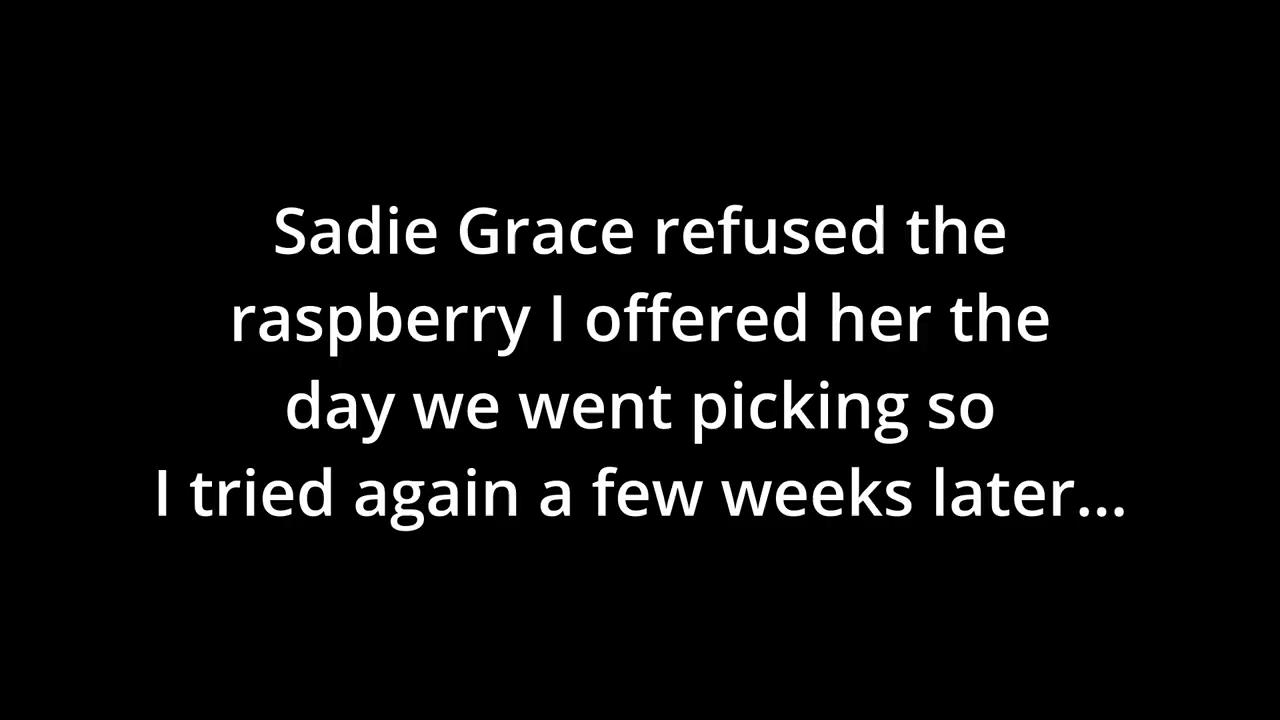 Sadie Grace refused the
raspberry I offered her the
day we went picking so
I tried again a few weeks later...